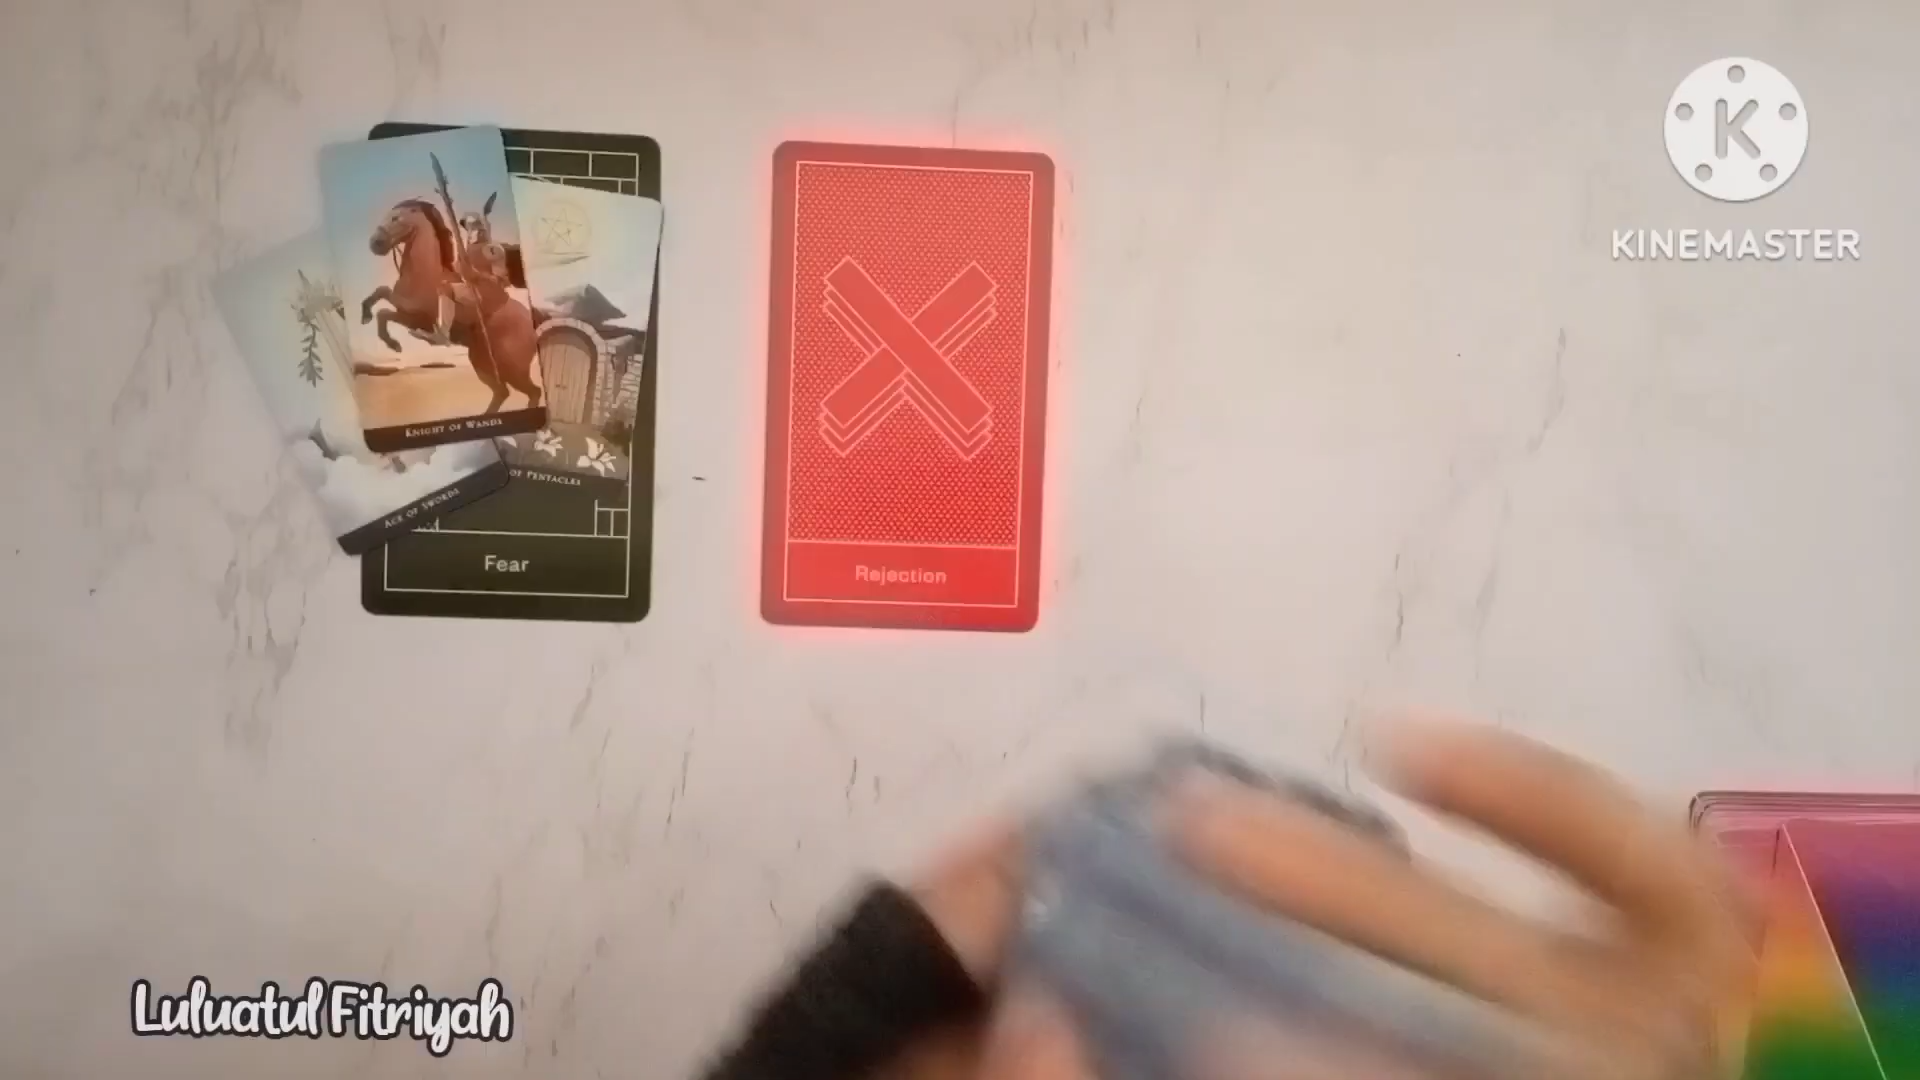 KINEMASTER
KNIGHT OF WANDS
OF PENTACLES
ACE OF SWORDS
Fear
Rejection
Luluatul Fitriyah